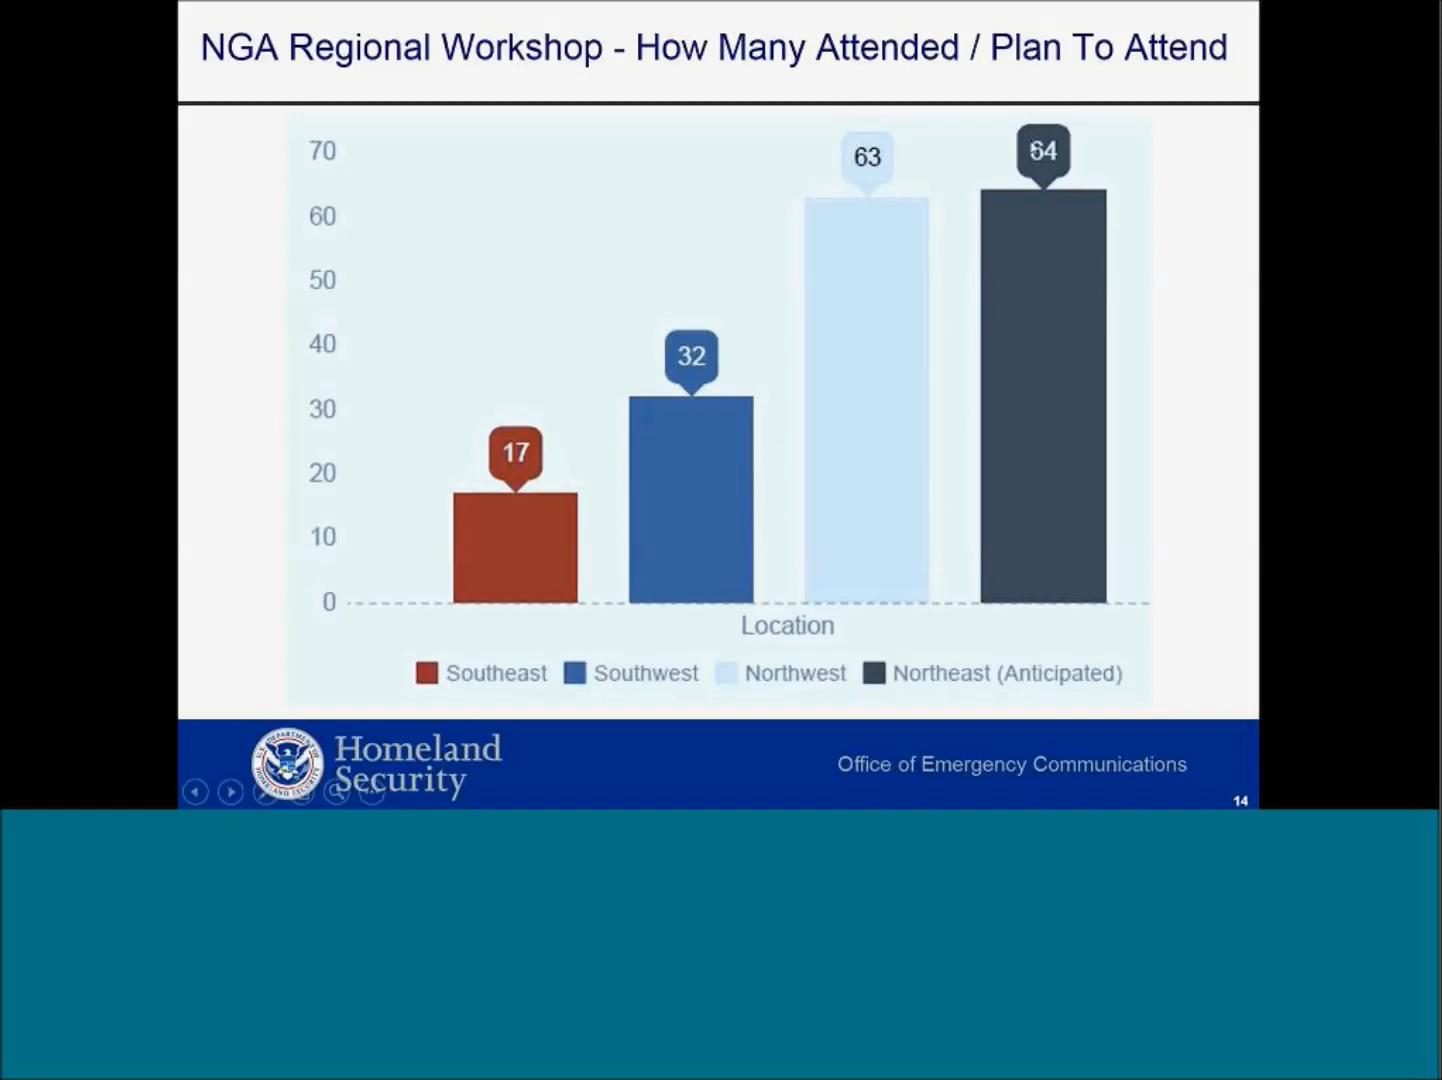 NGA Regional Workshop - How Many Attended / Plan To Attend
70
60
50
40
30
20
10
0
17
32
63
64
Location
Southeast
Southwest
Northwest
Northeast (Anticipated)
Homeland
Security
Office of Emergency Communications
14